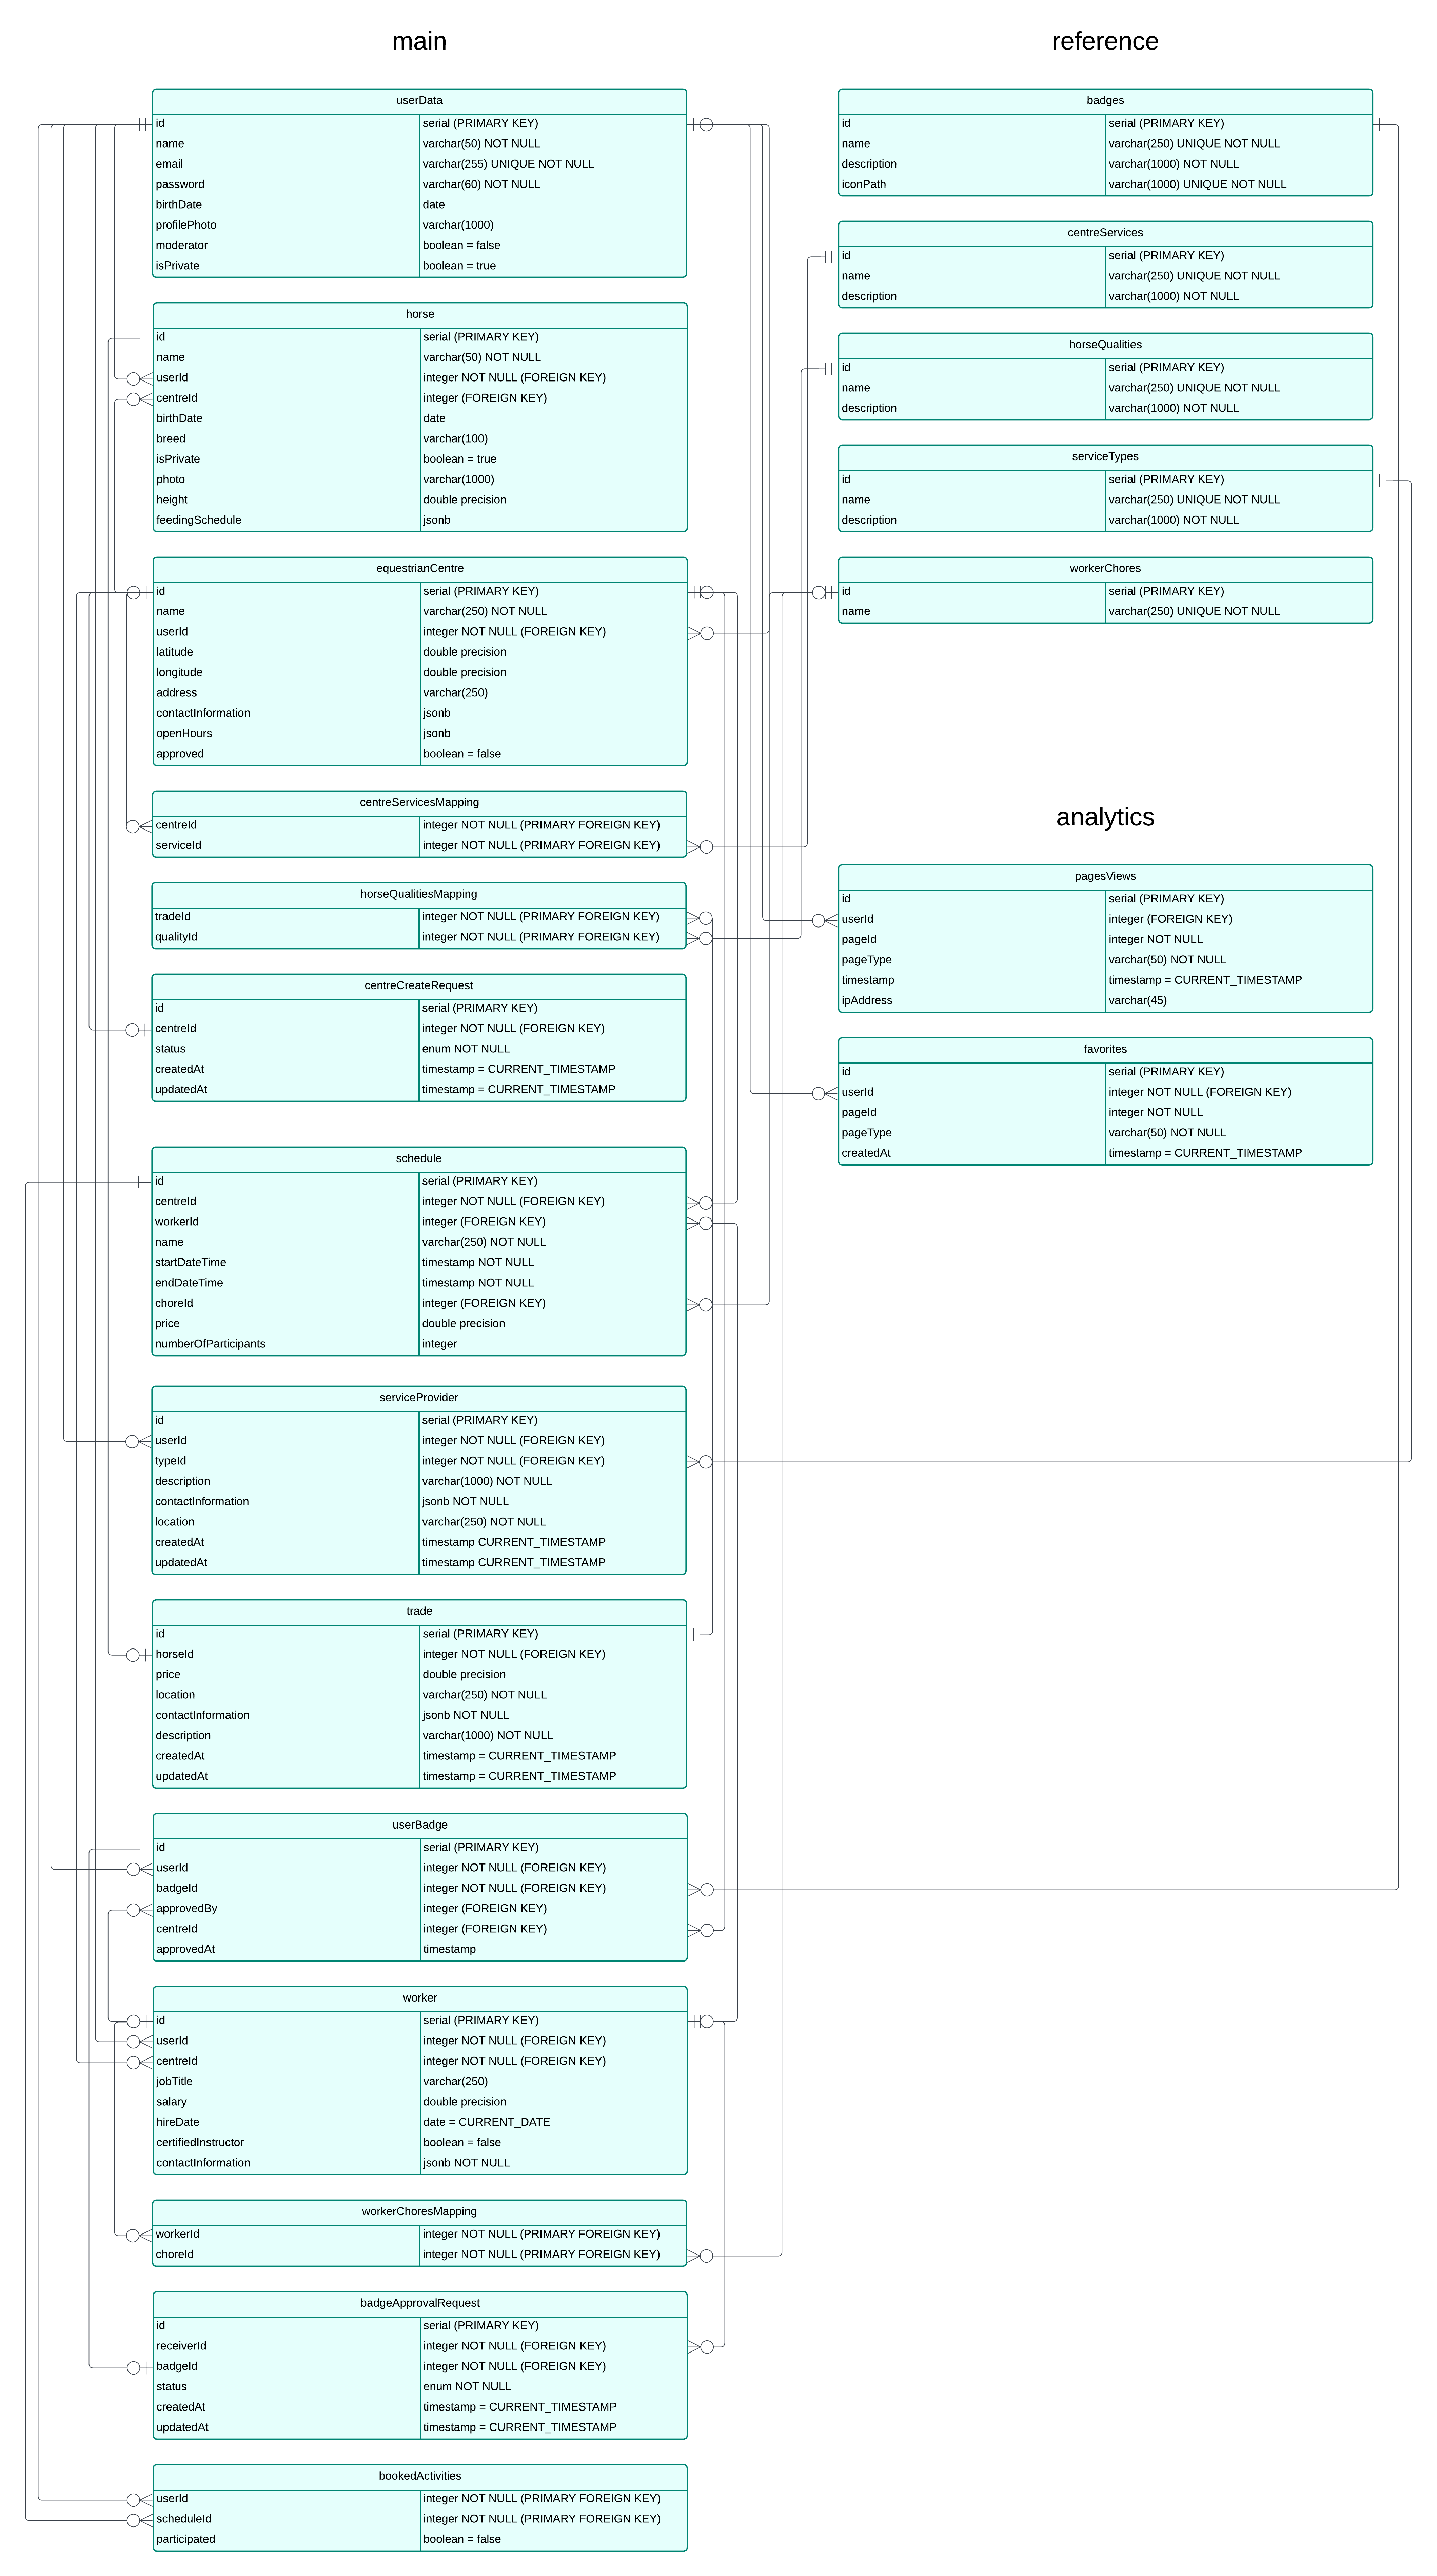 main
userData
id serial (PRIMARY KEY)
name varchar(50) NOT NULL
email varchar(255) UNIQUE NOT NULL
password varchar(60) NOT NULL
birthDate date
profilePhoto varchar(1000)
moderator boolean = false
isPrivate boolean = true
horse
id serial (PRIMARY KEY)
name varchar(50) NOT NULL
userId integer NOT NULL (FOREIGN KEY)
centreId integer (FOREIGN KEY)
birthDate date
breed varchar(100)
isPrivate boolean = true
photo varchar(1000)
height double precision
feedingSchedule jsonb
equestrianCentre
id serial (PRIMARY KEY)
name varchar(250) NOT NULL
userId integer NOT NULL (FOREIGN KEY)
latitude double precision
longitude double precision
address varchar(250)
contactInformation jsonb
openHours jsonb
approved boolean = false
centreServicesMapping
centreId integer NOT NULL (PRIMARY FOREIGN KEY)
serviceId integer NOT NULL (PRIMARY FOREIGN KEY)
horseQualitiesMapping
tradeId integer NOT NULL (PRIMARY FOREIGN KEY)
qualityId integer NOT NULL (PRIMARY FOREIGN KEY)
centreCreateRequest
id serial (PRIMARY KEY)
centreId integer NOT NULL (FOREIGN KEY)
status enum NOT NULL
createdAt timestamp = CURRENT_TIMESTAMP
updatedAt timestamp = CURRENT_TIMESTAMP
schedule
id serial (PRIMARY KEY)
centreId integer NOT NULL (FOREIGN KEY)
workerId integer (FOREIGN KEY)
name varchar(250) NOT NULL
startDateTime timestamp NOT NULL
endDateTime timestamp NOT NULL
choreId integer (FOREIGN KEY)
price double precision
numberOfParticipants integer
serviceProvider
id serial (PRIMARY KEY)
userId integer NOT NULL (FOREIGN KEY)
typeId integer NOT NULL (FOREIGN KEY)
description varchar(1000) NOT NULL
contactInformation jsonb NOT NULL
location varchar(250) NOT NULL
createdAt timestamp CURRENT_TIMESTAMP
updatedAt timestamp CURRENT_TIMESTAMP
trade
id serial (PRIMARY KEY)
horseId integer NOT NULL (FOREIGN KEY)
price double precision
location varchar(250) NOT NULL
contactInformation jsonb NOT NULL
description varchar(1000) NOT NULL
createdAt timestamp = CURRENT_TIMESTAMP
updatedAt timestamp = CURRENT_TIMESTAMP
userBadge
id serial (PRIMARY KEY)
userId integer NOT NULL (FOREIGN KEY)
badgeId integer NOT NULL (FOREIGN KEY)
approvedBy integer (FOREIGN KEY)
centreId integer (FOREIGN KEY)
approvedAt timestamp
worker
id serial (PRIMARY KEY)
userId integer NOT NULL (FOREIGN KEY)
centreId integer NOT NULL (FOREIGN KEY)
jobTitle varchar(250)
salary double precision
hireDate date = CURRENT_DATE
certifiedInstructor boolean = false
contactInformation jsonb NOT NULL
workerChoresMapping
workerId integer NOT NULL (PRIMARY FOREIGN KEY)
choreId integer NOT NULL (PRIMARY FOREIGN KEY)
badgeApprovalRequest
id serial (PRIMARY KEY)
receiverId integer NOT NULL (FOREIGN KEY)
badgeId integer NOT NULL (FOREIGN KEY)
status enum NOT NULL
createdAt timestamp = CURRENT_TIMESTAMP
updatedAt timestamp = CURRENT_TIMESTAMP
bookedActivities
userId integer NOT NULL (PRIMARY FOREIGN KEY)
scheduleId integer NOT NULL (PRIMARY FOREIGN KEY)
participated boolean = false
reference
badges
id serial (PRIMARY KEY)
name varchar(250) UNIQUE NOT NULL
description varchar(1000) NOT NULL
iconPath varchar(1000) UNIQUE NOT NULL
centreServices
id serial (PRIMARY KEY)
name varchar(250) UNIQUE NOT NULL
description varchar(1000) NOT NULL
horseQualities
id serial (PRIMARY KEY)
name varchar(250) UNIQUE NOT NULL
description varchar(1000) NOT NULL
serviceTypes
id serial (PRIMARY KEY)
name varchar(250) UNIQUE NOT NULL
description varchar(1000) NOT NULL
workerChores
id serial (PRIMARY KEY)
name varchar(250) UNIQUE NOT NULL
analytics
pagesViews
id serial (PRIMARY KEY)
userId integer (FOREIGN KEY)
pageId integer NOT NULL
pageType varchar(50) NOT NULL
timestamp timestamp = CURRENT_TIMESTAMP
ipAddress varchar(45)
favorites
id serial (PRIMARY KEY)
userId integer NOT NULL (FOREIGN KEY)
pageId integer NOT NULL
pageType varchar(50) NOT NULL
createdAt timestamp = CURRENT_TIMESTAMP